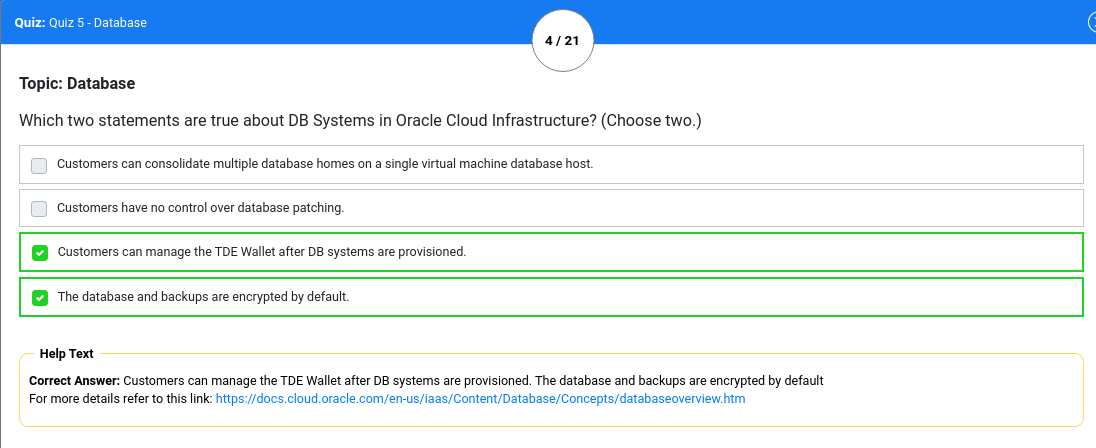 Quiz: Quiz 5 - Database
4 / 21
Topic: Database
Which two statements are true about DB Systems in Oracle Cloud Infrastructure? (Choose two.)
Customers can consolidate multiple database homes on a single virtual machine database host.
Customers have no control over database patching.
Customers can manage the TDE Wallet after DB systems are provisioned.
The database and backups are encrypted by default.
Help Text
Correct Answer: Customers can manage the TDE Wallet after DB systems are provisioned. The database and backups are encrypted by default
For more details refer to this link: https://docs.cloud.oracle.com/en-us/iaas/Content/Database/Concepts/databaseoverview.htm